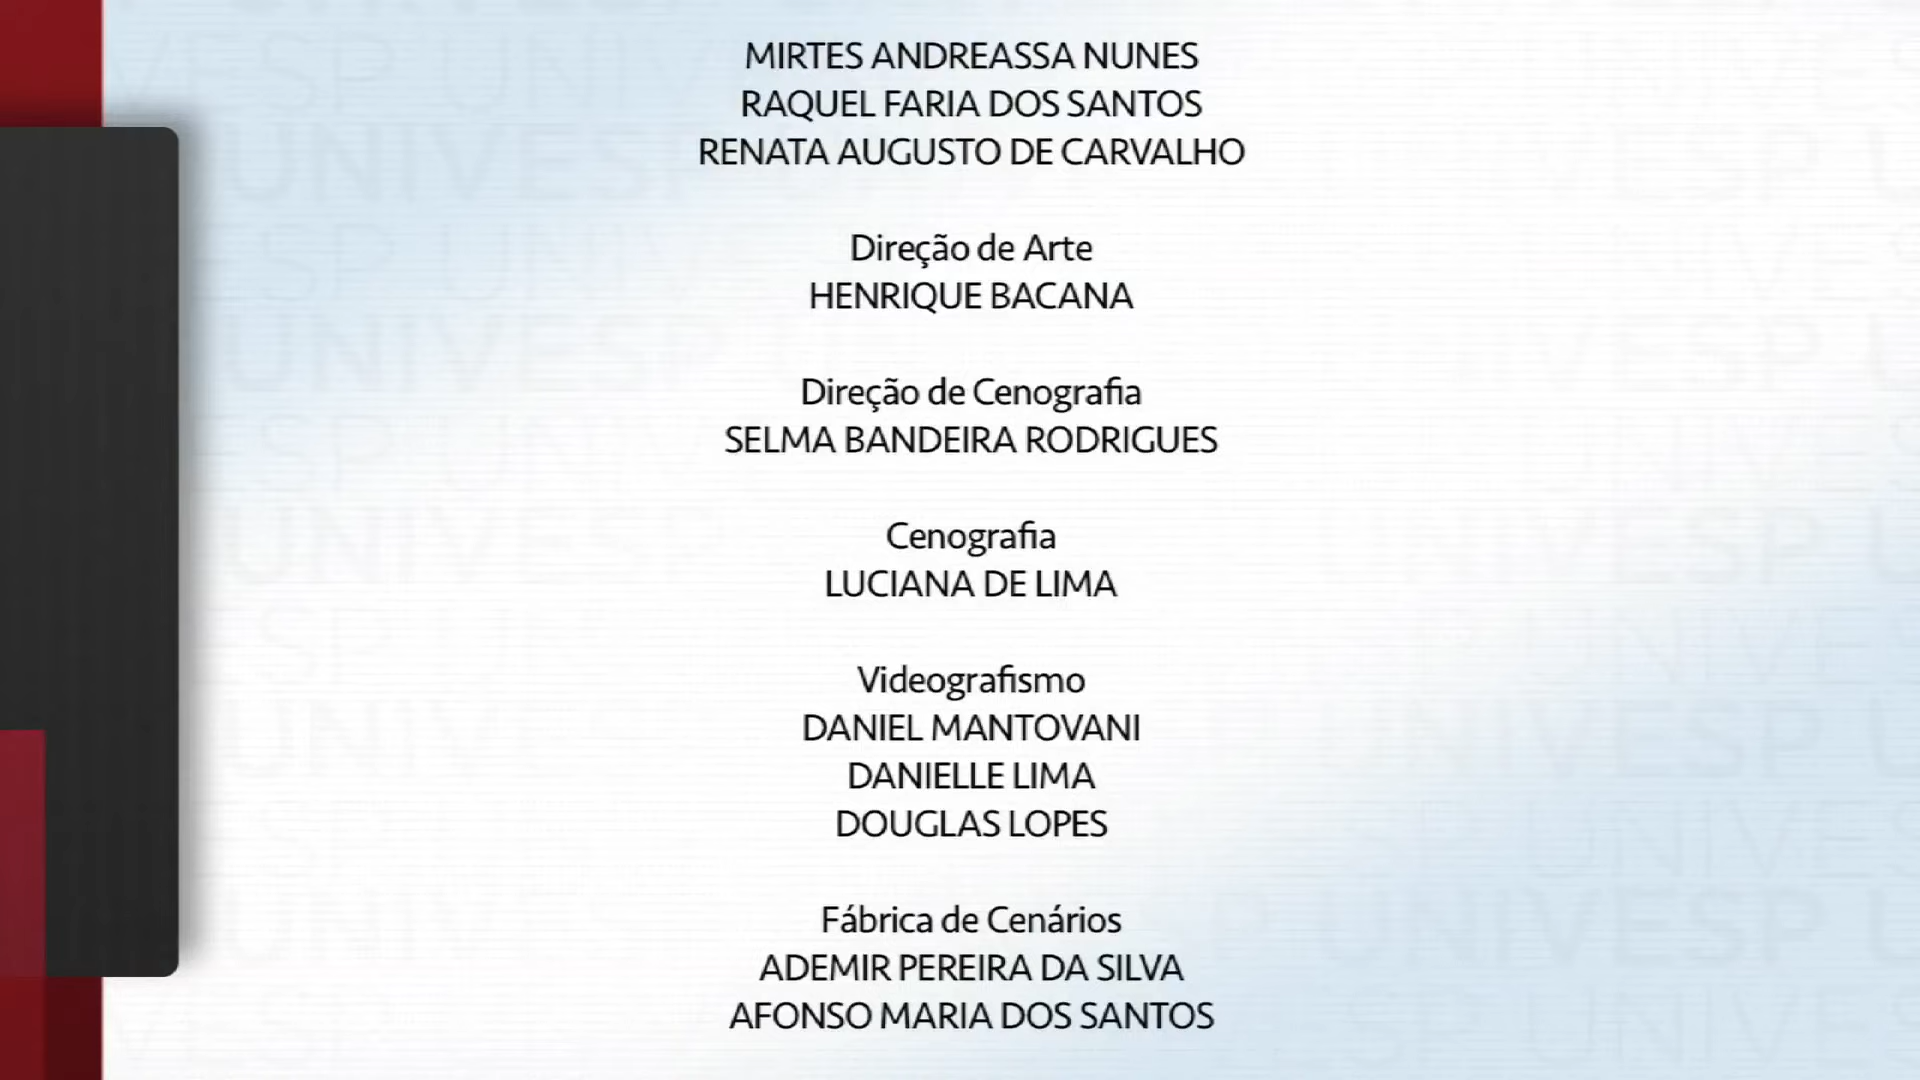 MIRTES ANDREASSA NUNES
RAQUEL FARIA DOS SANTOS
RENATA AUGUSTO DE CARVALHO
Direção de Arte
HENRIQUE BACANA
Direção de Cenografia
SELMA BANDEIRA RODRIGUES
Cenografia
LUCIANA DE LIMA
Videografismo
DANIEL MANTOVANI
DANIELLE LIMA
DOUGLAS LOPES
Fábrica de Cenários
ADEMIR PEREIRA DA SILVA
AFONSO MARIA DOS SANTOS
UNIVESP